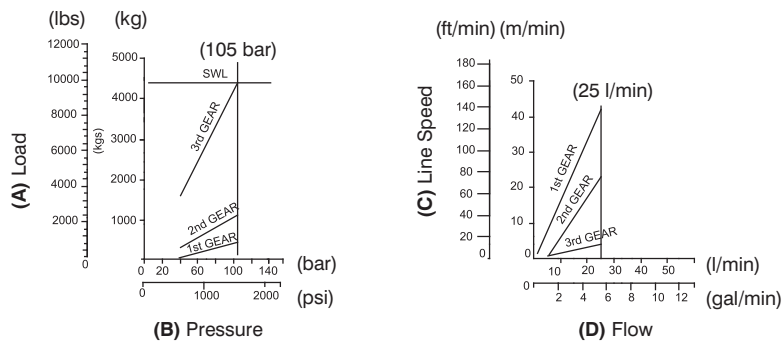 (lbs) (kg)
(105 bar)
12000
10000
8000
6000
4000
2000
0
(A) Load
(kgs)
5000
4000
3000
2000
1000
SWL
3rd GEAR
2nd GEAR
1st GEAR
0 20 40 60 80 100 140 (bar)
0 1000 2000 (psi)
(B) Pressure
(ft/min) (m/min)
(25 l/min)
180
160
140
120
100
80
60
40
20
0
(C) Line Speed
50
40
30
20
10
0
1st GEAR
2nd GEAR
3rd GEAR
10 20 30 40 50 (l/min)
0 2 4 6 8 10 12 (gal/min)
(D) Flow